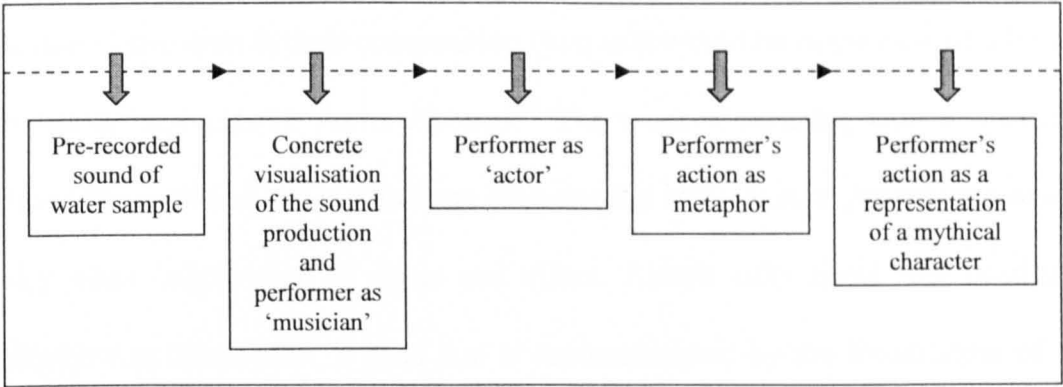 Pre-recorded
sound of
water sample
Concrete
visualisation
of the sound
production
and
performer as
‘musician’
Performer as
‘actor’
Performer’s
action as
metaphor
Performer’s
action as a
representation
of a mythical
character